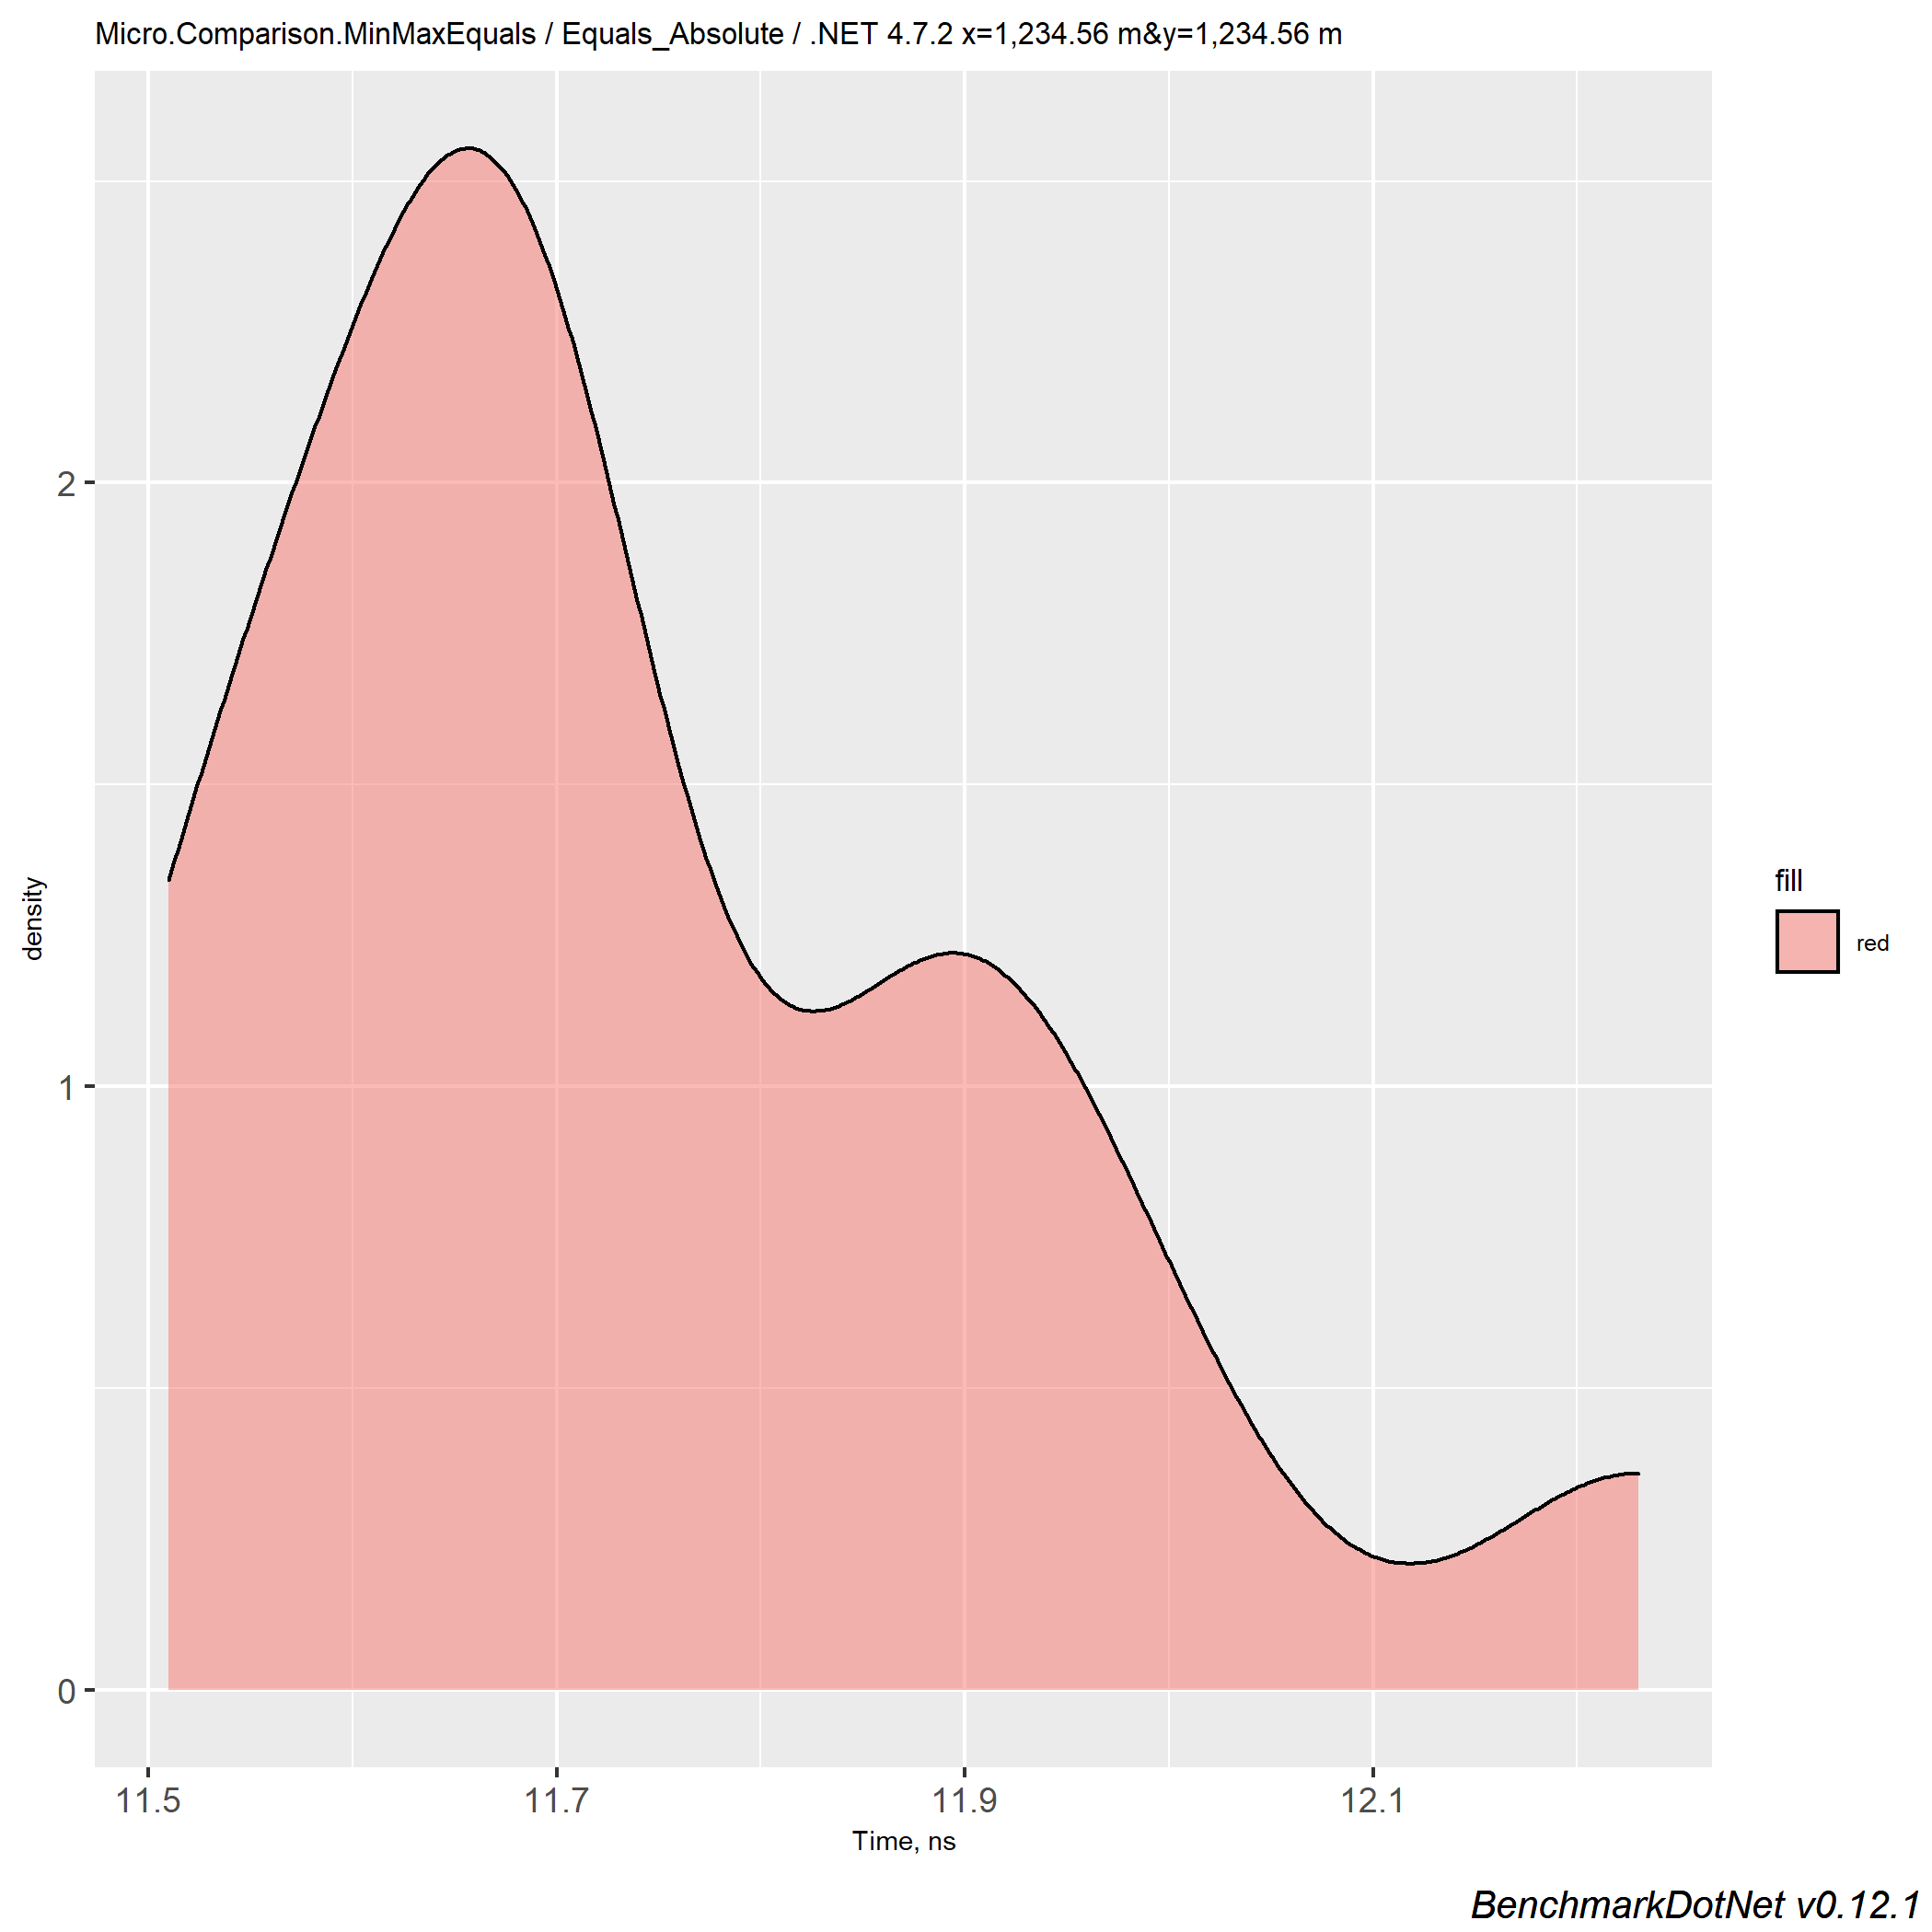 Micro.Comparison.MinMaxEquals / Equals_Absolute / .NET 4.7.2 x=1,234.56 m&y=1,234.56 m
2
1
0
density
11.5 11.7 11.9 12.1
Time, ns
fill
red
BenchmarkDotNet v0.12.1